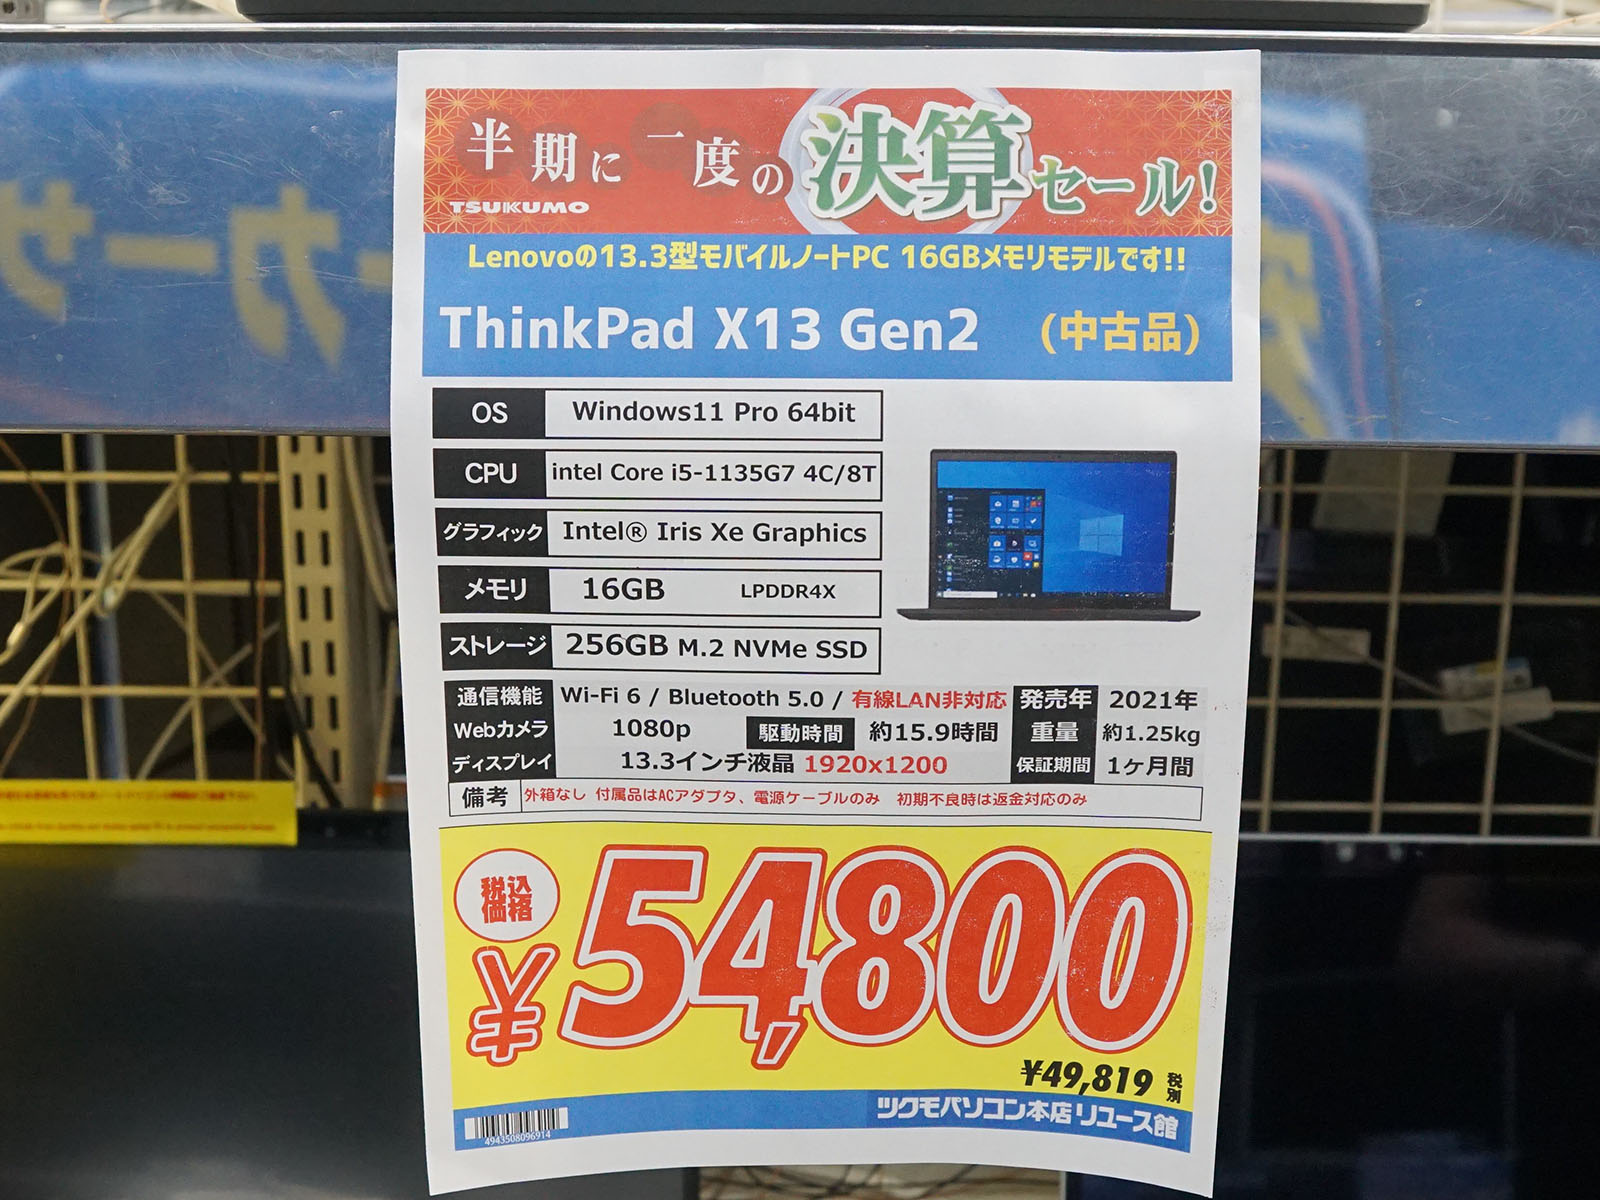 半期に一度の決算セール!
TSUKUMO
Lenovoの13.3型モバイルノートPC 16GBメモリモデルです!!
ThinkPad X13 Gen2 (中古品)
OS Windows11 Pro 64bit
CPU intel Core i5-1135G7 4C/8T
グラフィック Intel® Iris Xe Graphics
メモリ 16GB LPDDR4X
ストレージ 256GB M.2 NVMe SSD
通信機能 Wi-Fi 6 / Bluetooth 5.0 / 有線LAN非対応 発売年 2021年
Webカメラ 1080p 駆動時間 約15.9時間 重量 約1.25kg
ディスプレイ 13.3インチ液晶 1920x1200 保証期間 1ヶ月間
備考 外箱なし 付属品はACアダプタ、電源ケーブルのみ 初期不良時は返金対応のみ
税込価格
¥54,800
¥49,819 税別
4943508096914
ツクモパソコン本店リユース館